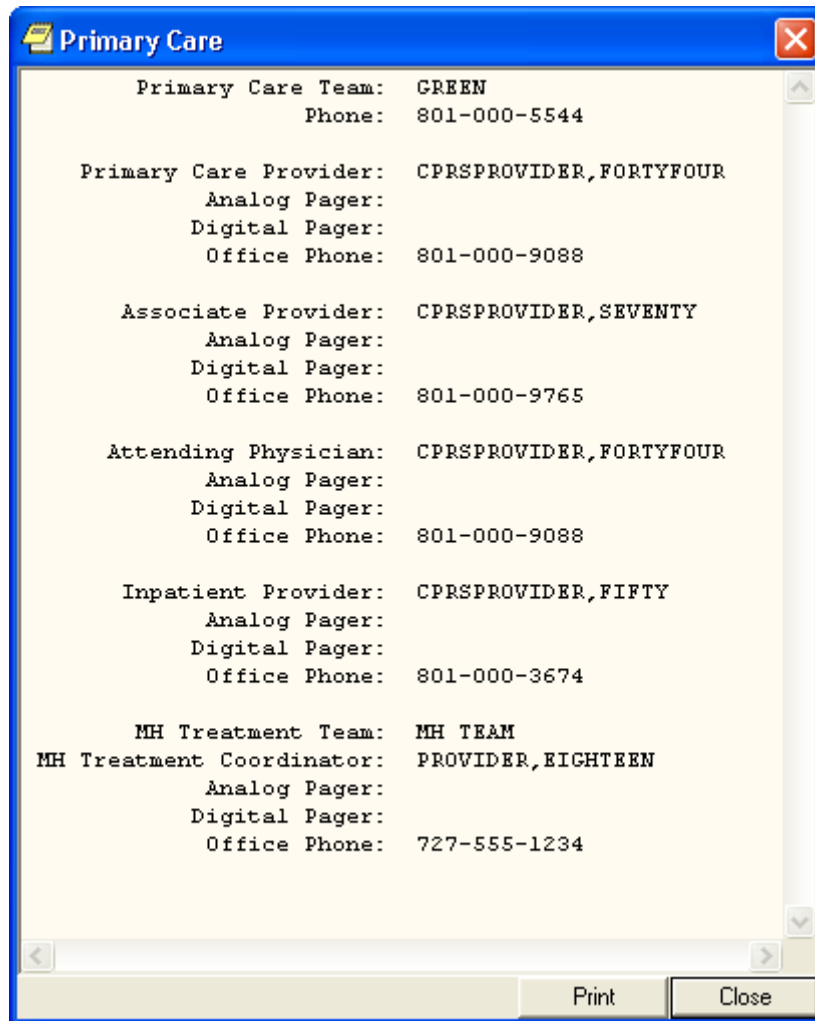 Primary Care
Primary Care Team: GREEN
Phone: 801-000-5544
Primary Care Provider: CPRSPROVIDER,FORTYFOUR
Analog Pager:
Digital Pager:
Office Phone: 801-000-9088
Associate Provider: CPRSPROVIDER,SEVENTY
Analog Pager:
Digital Pager:
Office Phone: 801-000-9765
Attending Physician: CPRSPROVIDER,FORTYFOUR
Analog Pager:
Digital Pager:
Office Phone: 801-000-9088
Inpatient Provider: CPRSPROVIDER,FIFTY
Analog Pager:
Digital Pager:
Office Phone: 801-000-3674
MH Treatment Team: MH TEAM
MH Treatment Coordinator: PROVIDER,EIGHTEEN
Analog Pager:
Digital Pager:
Office Phone: 727-555-1234
Print Close